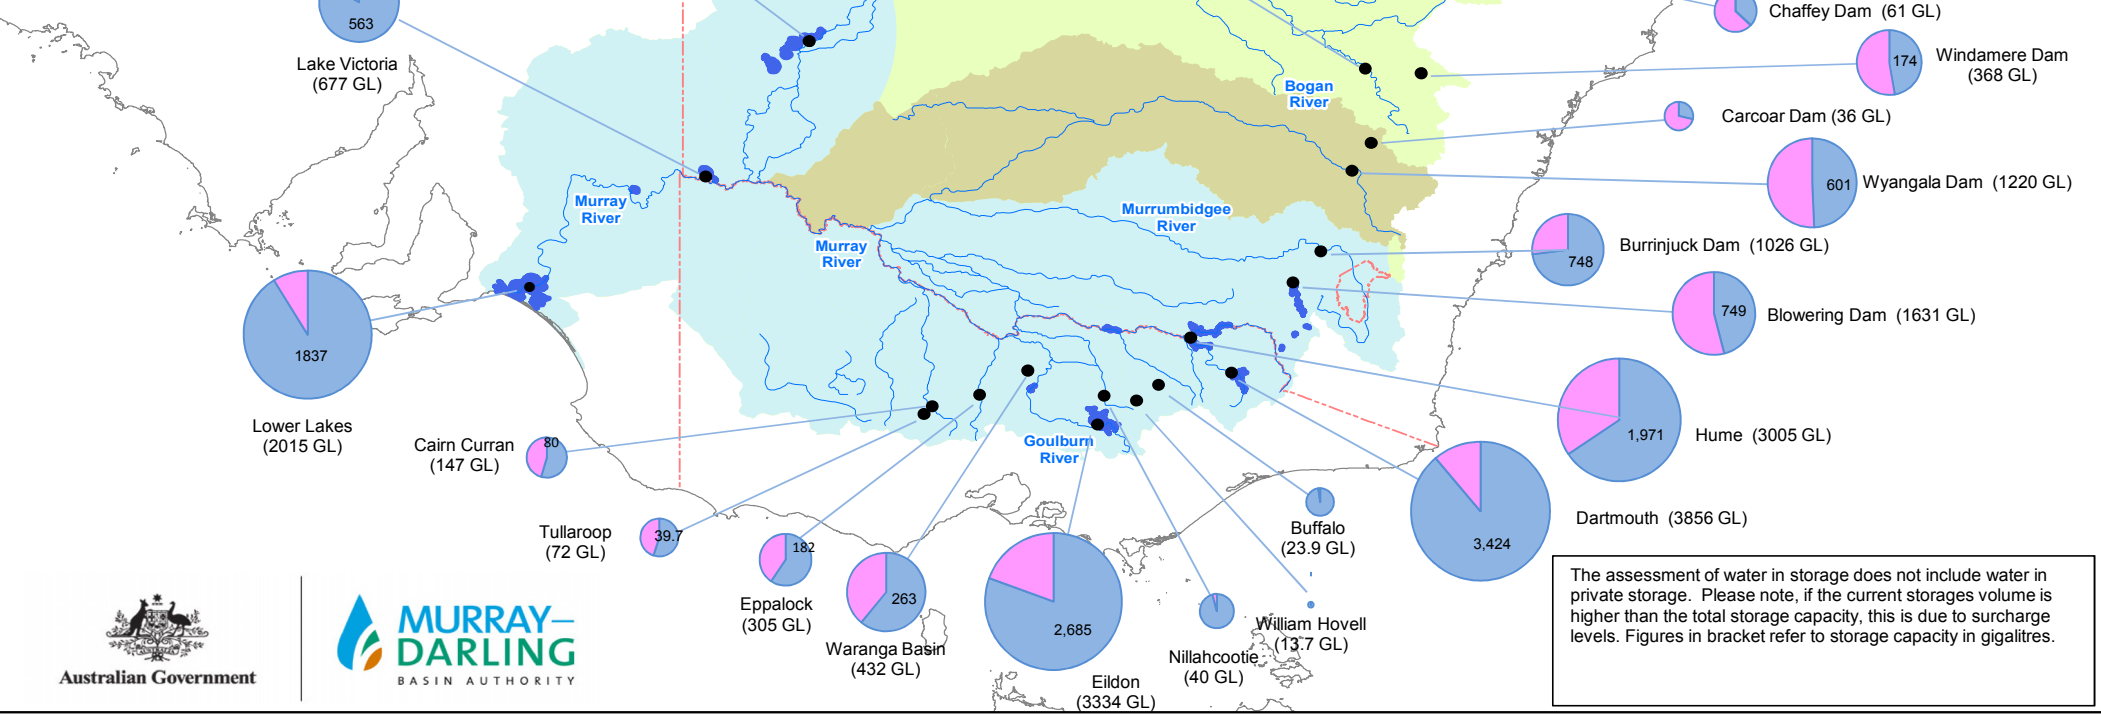 563
Lake Victoria
(677 GL)
Chaffey Dam (61 GL)
174
Windamere Dam
(368 GL)
Bogan
River
Carcoar Dam (36 GL)
601
Wyangala Dam (1220 GL)
Murray
River
Murrumbidgee
River
Murray
River
Burrinjuck Dam (1026 GL)
748
749
Blowering Dam (1631 GL)
1837
Lower Lakes
(2015 GL)
Cairn Curran
(147 GL)
80
Goulburn
River
1,971
Hume (3005 GL)
Tullaroop
(72 GL)
39.7
182
Eppalock
(305 GL)
263
Waranga Basin
(432 GL)
2,685
Eildon
(3334 GL)
Nillahcootie
(40 GL)
William Hovell
(13.7 GL)
Buffalo
(23.9 GL)
3,424
Dartmouth (3856 GL)
The assessment of water in storage does not include water in
private storage. Please note, if the current storages volume is
higher than the total storage capacity, this is due to surcharge
levels. Figures in bracket refer to storage capacity in gigalitres.
Australian Government
MURRAY–
DARLING
BASIN AUTHORITY